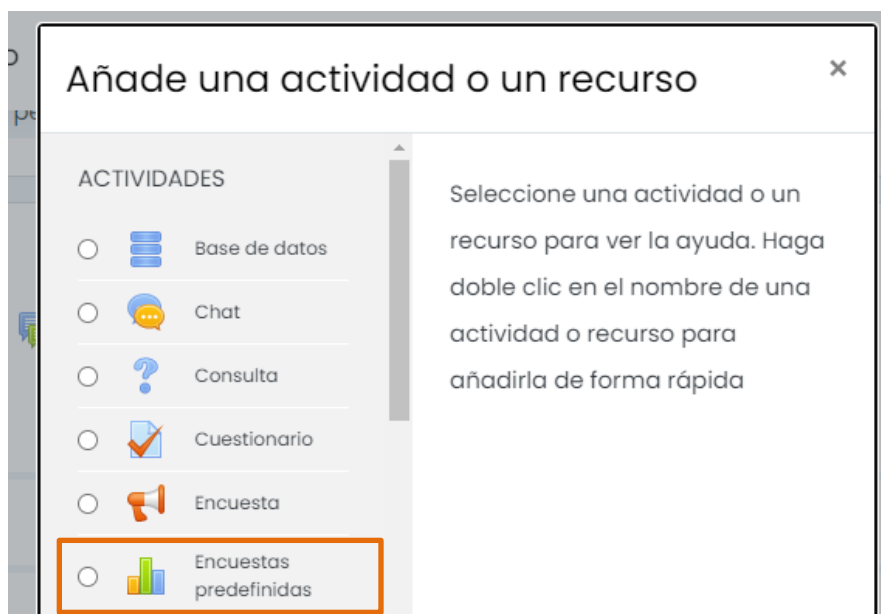 Añade una actividad o un recurso ×
ACTIVIDADES
Base de datos
Chat
Consulta
Cuestionario
Encuesta
Encuestas
predefinidas
Seleccione una actividad o un
recurso para ver la ayuda. Haga
doble clic en el nombre de una
actividad o recurso para
añadirla de forma rápida